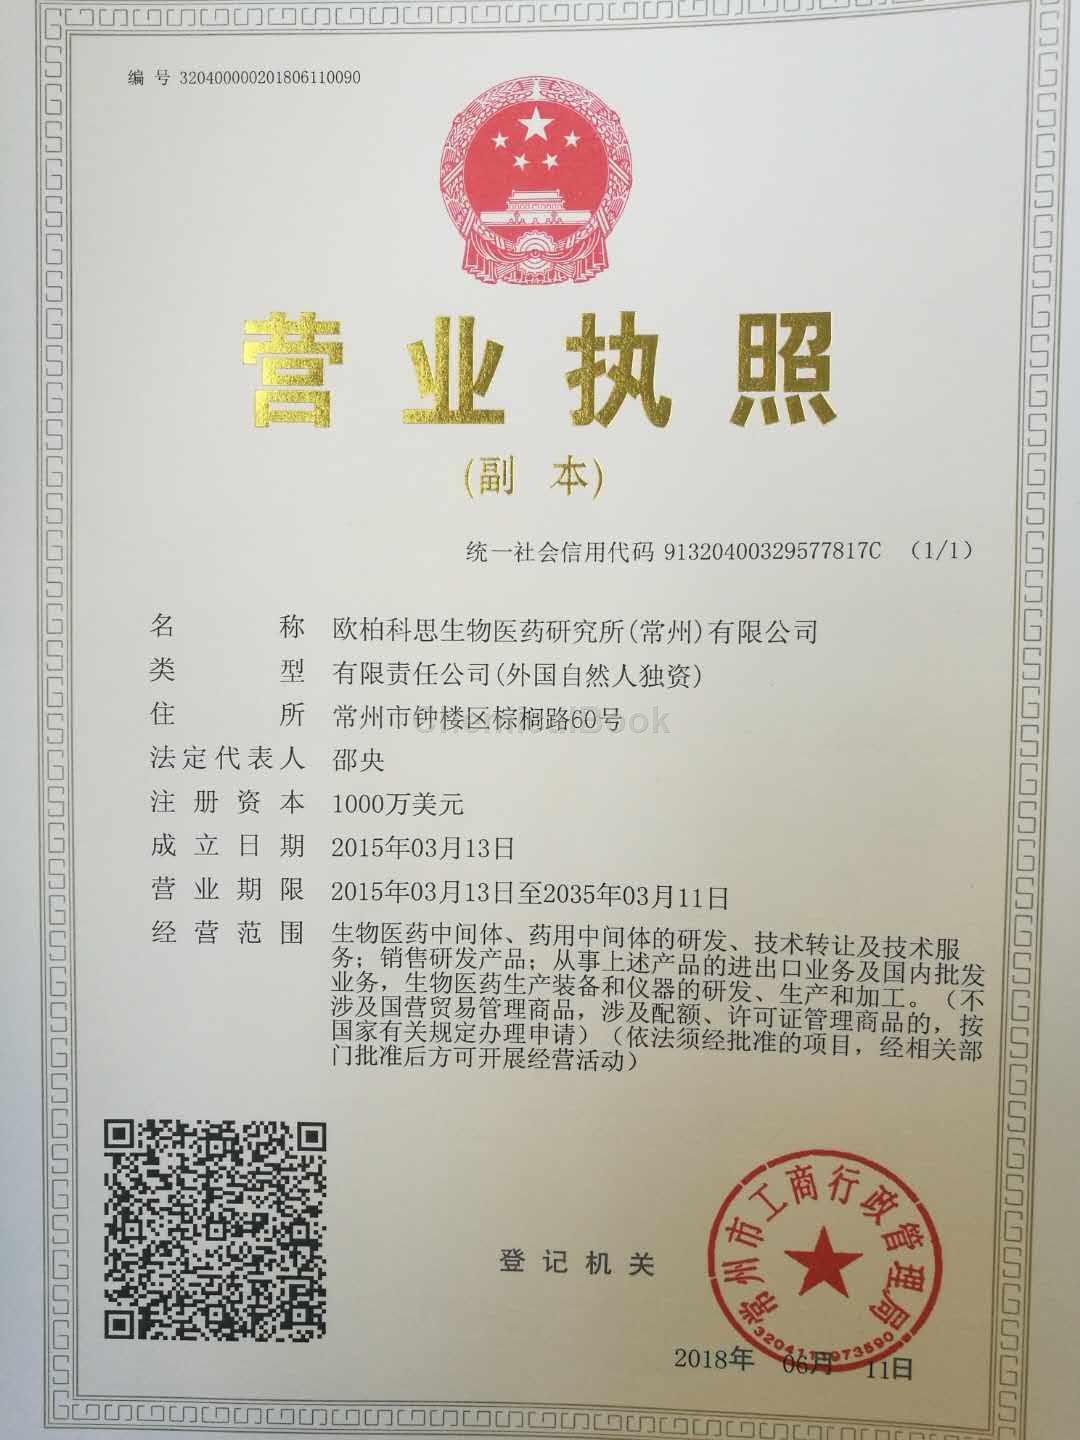 编 号 320400000201806110090
营业执照
(副 本)
统一社会信用代码 91320400329577817C （1/1）
名 称 欧柏科思生物医药研究所(常州)有限公司
类 型 有限责任公司(外国自然人独资)
住 所 常州市钟楼区棕榈路60号
ChemicalBook
法定代表人 邵央
注册资本 1000万美元
成立日期 2015年03月13日
营业期限 2015年03月13日至2035年03月11日
经营范围 生物医药中间体、药用中间体的研发、技术转让及技术服
务；销售研发产品；从事上述产品的进出口业务及国内批发
业务，生物医药生产装备和仪器的研发、生产和加工。（不
涉及国营贸易管理商品，涉及配额、许可证管理商品的，按
国家有关规定办理申请）（依法须经批准的项目，经相关部
门批准后方可开展经营活动）
登记机关
常州市工商行政管理局
2018年 06月 11日